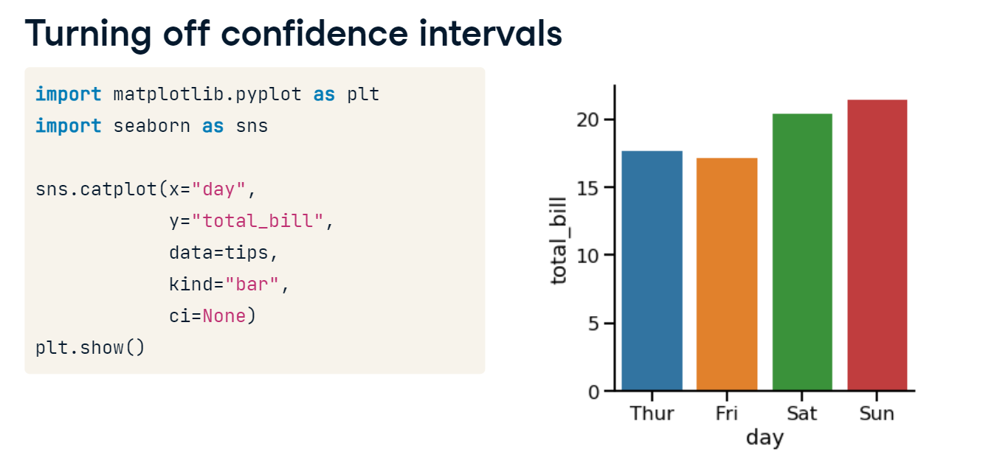 Turning off confidence intervals
import matplotlib.pyplot as plt
import seaborn as sns
sns.catplot(x="day",
            y="total_bill",
            data=tips,
            kind="bar",
            ci=None)
plt.show()
total_bill
20
15
10
5
0
Thur Fri Sat Sun
day